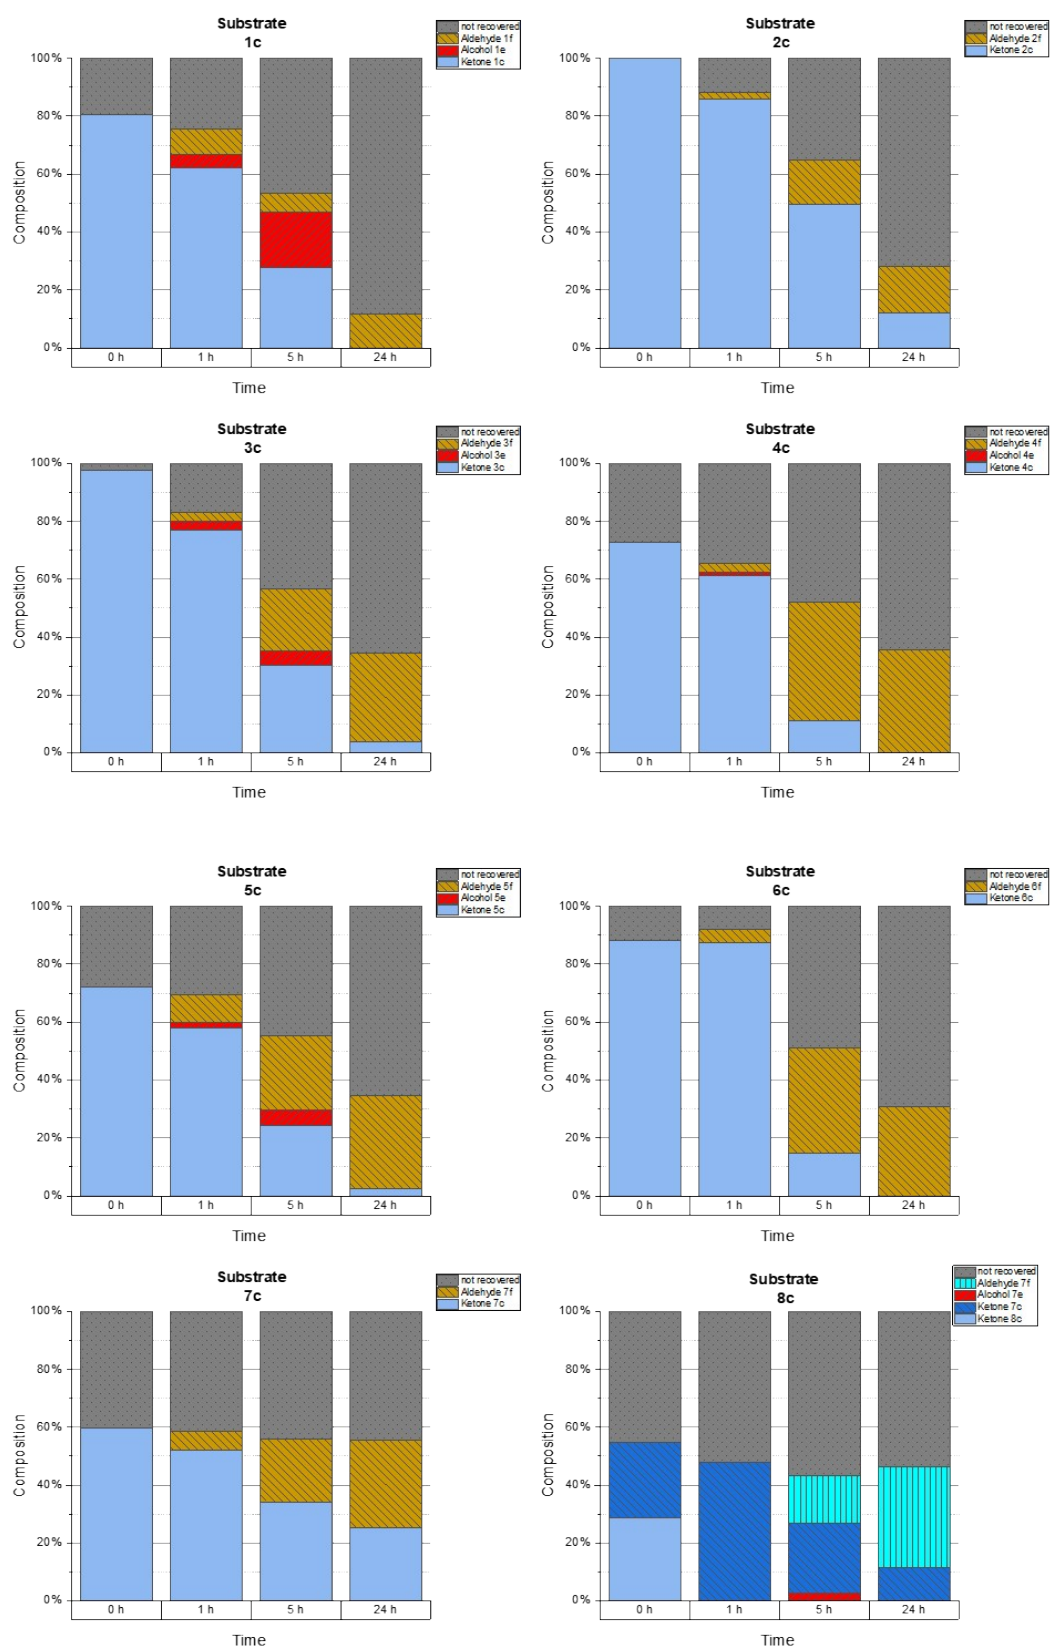 Substrate
1c
not recovered
Aldehyde 1f
Alcohol 1e
Ketone 1c
100%
80%
60%
40%
20%
0%
Composition
0 h
1 h
5 h
24 h
Time
Substrate
2c
not recovered
Aldehyde 2f
Ketone 2c
100%
80%
60%
40%
20%
0%
Composition
0 h
1 h
5 h
24 h
Time
Substrate
3c
not recovered
Aldehyde 3f
Alcohol 3e
Ketone 3c
100%
80%
60%
40%
20%
0%
Composition
0 h
1 h
5 h
24 h
Time
Substrate
4c
not recovered
Aldehyde 4f
Alcohol 4e
Ketone 4c
100%
80%
60%
40%
20%
0%
Composition
0 h
1 h
5 h
24 h
Time
Substrate
5c
not recovered
Aldehyde 5f
Alcohol 5e
Ketone 5c
100%
80%
60%
40%
20%
0%
Composition
0 h
1 h
5 h
24 h
Time
Substrate
6c
not recovered
Aldehyde 6f
Ketone 6c
100%
80%
60%
40%
20%
0%
Composition
0 h
1 h
5 h
24 h
Time
Substrate
7c
not recovered
Aldehyde 7f
Ketone 7c
100%
80%
60%
40%
20%
0%
Composition
0 h
1 h
5 h
24 h
Time
Substrate
8c
not recovered
Aldehyde 7f
Alcohol 7e
Ketone 7c
Ketone 8c
100%
80%
60%
40%
20%
0%
Composition
0 h
1 h
5 h
24 h
Time